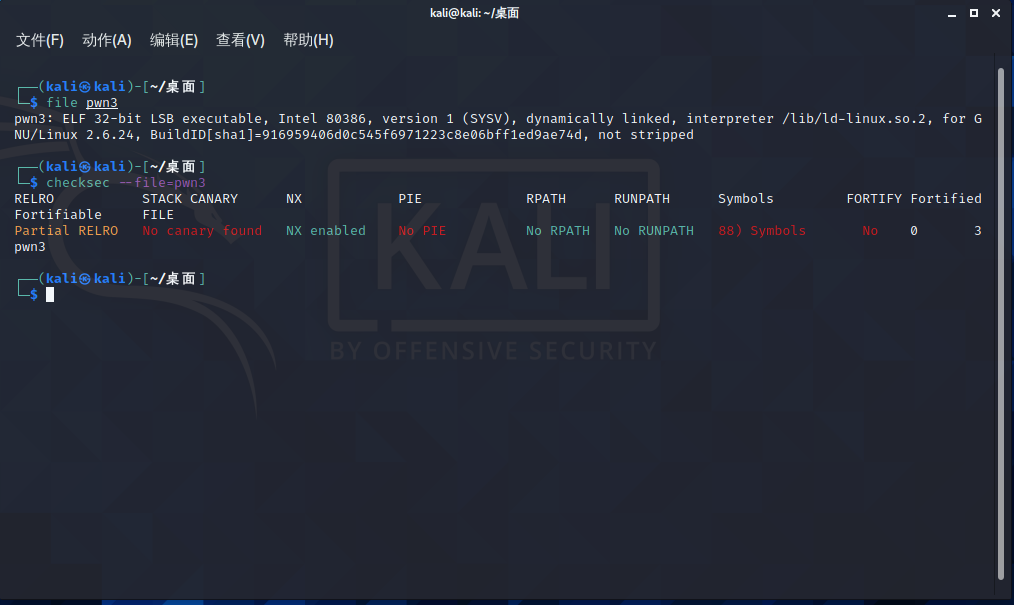 kali@kali: ~/桌面
文件(F) 动作(A) 编辑(E) 查看(V) 帮助(H)
┌──(kali㉿kali)-[~/桌面]
└─$ file pwn3
pwn3: ELF 32-bit LSB executable, Intel 80386, version 1 (SYSV), dynamically linked, interpreter /lib/ld-linux.so.2, for G
NU/Linux 2.6.24, BuildID[sha1]=916959406d0c545f6971223c8e06bff1ed9ae74d, not stripped
┌──(kali㉿kali)-[~/桌面]
└─$ checksec --file=pwn3
RELRO STACK CANARY NX PIE RPATH RUNPATH Symbols FORTIFY Fortified
Fortifiable FILE
Partial RELRO No canary found NX enabled No PIE No RPATH No RUNPATH 88) Symbols No 0 3
pwn3
┌──(kali㉿kali)-[~/桌面]
└─$
KALI
BY OFFENSIVE SECURITY